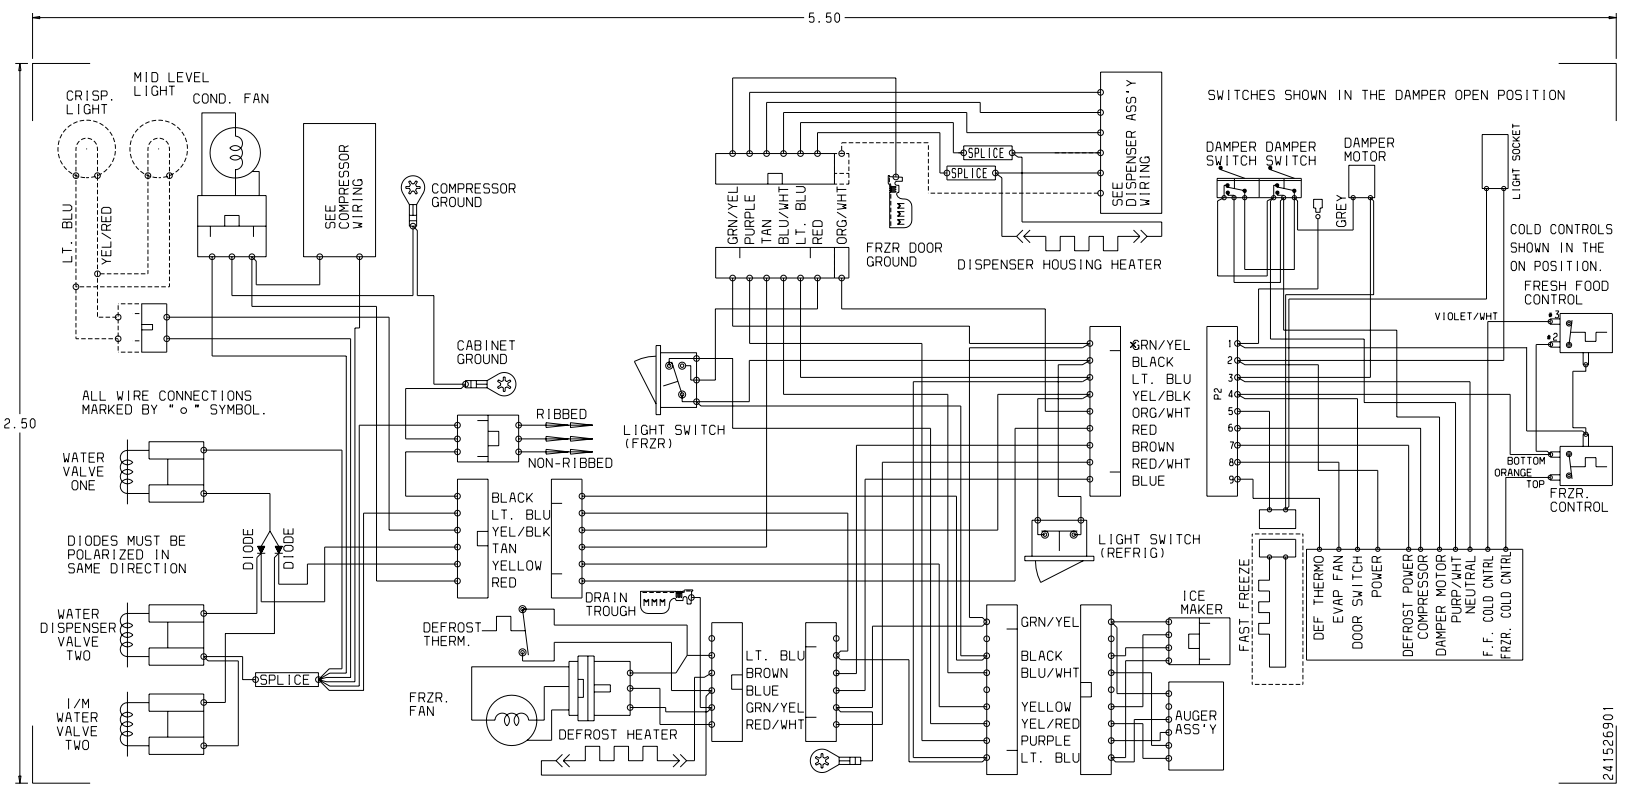 5.50
MID LEVEL
LIGHT
CRISP.
LIGHT
COND. FAN
SEE
COMPRESSOR
WIRING
LT. BLU
YEL/RED
COMPRESSOR
GROUND
CABINET
GROUND
ALL WIRE CONNECTIONS
MARKED BY " o " SYMBOL.
2.50
WATER
VALVE
ONE
DIODES MUST BE
POLARIZED IN
SAME DIRECTION
DIODE
DIODE
WATER
DISPENSER
VALVE
TWO
SPLICE
I/M
WATER
VALVE
TWO
RIBBED
NON-RIBBED
BLACK
LT. BLU
YEL/BLK
TAN
YELLOW
RED
DRAIN
TROUGH
DEFROST
THERM.
FRZR.
FAN
DEFROST HEATER
LT. BLU
BROWN
BLUE
GRN/YEL
RED/WHT
LIGHT SWITCH
(FRZR)
GRN/YEL
PURPLE
TAN
BLU/WHT
LT. BLU
RED
ORG/WHT
FRZR DOOR
GROUND
SPLICE
SPLICE
SEE
DISPENSER ASS'Y
WIRING
DISPENSER HOUSING HEATER
GRN/YEL
BLACK
LT. BLU
YEL/BLK
ORG/WHT
RED
BROWN
RED/WHT
BLUE
P2
1
2
3
4
5
6
7
8
9
LIGHT SWITCH
(REFRIG)
GRN/YEL
BLACK
BLU/WHT
YELLOW
YEL/RED
PURPLE
LT. BLU
ICE
MAKER
AUGER
ASS'Y
SWITCHES SHOWN IN THE DAMPER OPEN POSITION
DAMPER
SWITCH
DAMPER
SWITCH
DAMPER
MOTOR
GREY
LIGHT SOCKET
COLD CONTROLS
SHOWN IN THE
ON POSITION.
FRESH FOOD
CONTROL
VIOLET/WHT
#3
#2
BOTTOM
ORANGE
TOP
FRZR.
CONTROL
FAST FREEZE
DEF THERMO
EVAP FAN
DOOR SWITCH
POWER
DEFROST POWER
COMPRESSOR
DAMPER MOTOR
PURP/WHT
NEUTRAL
F.F. COLD CNTRL
FRZR. COLD CNTRL
241526901